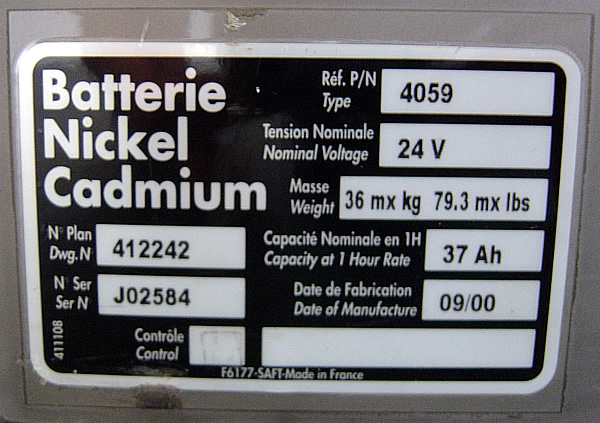 Batterie
Nickel
Cadmium
Réf. P/N
Type
4059
Tension Nominale
Nominal Voltage
24 V
Masse
Weight
36 mx kg 79.3 mx lbs
N° Plan
Dwg.N°
412242
Capacité Nominale en 1H
Capacity at 1 Hour Rate
37 Ah
N° Ser
Ser N°
J02584
Date de Fabrication
Date of Manufacture
09/00
Contrôle
Control
411108
F6177-SAFT-Made in France